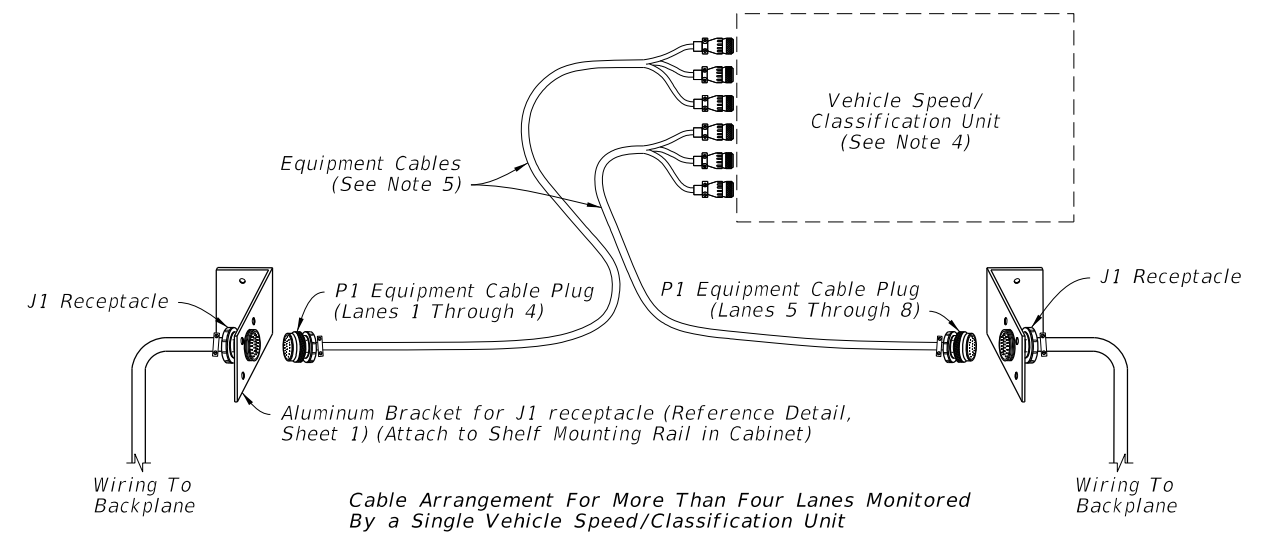 Vehicle Speed/
Classification Unit
(See Note 4)
Equipment Cables
(See Note 5)
J1 Receptacle
P1 Equipment Cable Plug
(Lanes 1 Through 4)
P1 Equipment Cable Plug
(Lanes 5 Through 8)
J1 Receptacle
Aluminum Bracket for J1 receptacle (Reference Detail,
Sheet 1) (Attach to Shelf Mounting Rail in Cabinet)
Wiring To
Backplane
Wiring To
Backplane
Cable Arrangement For More Than Four Lanes Monitored
By a Single Vehicle Speed/Classification Unit